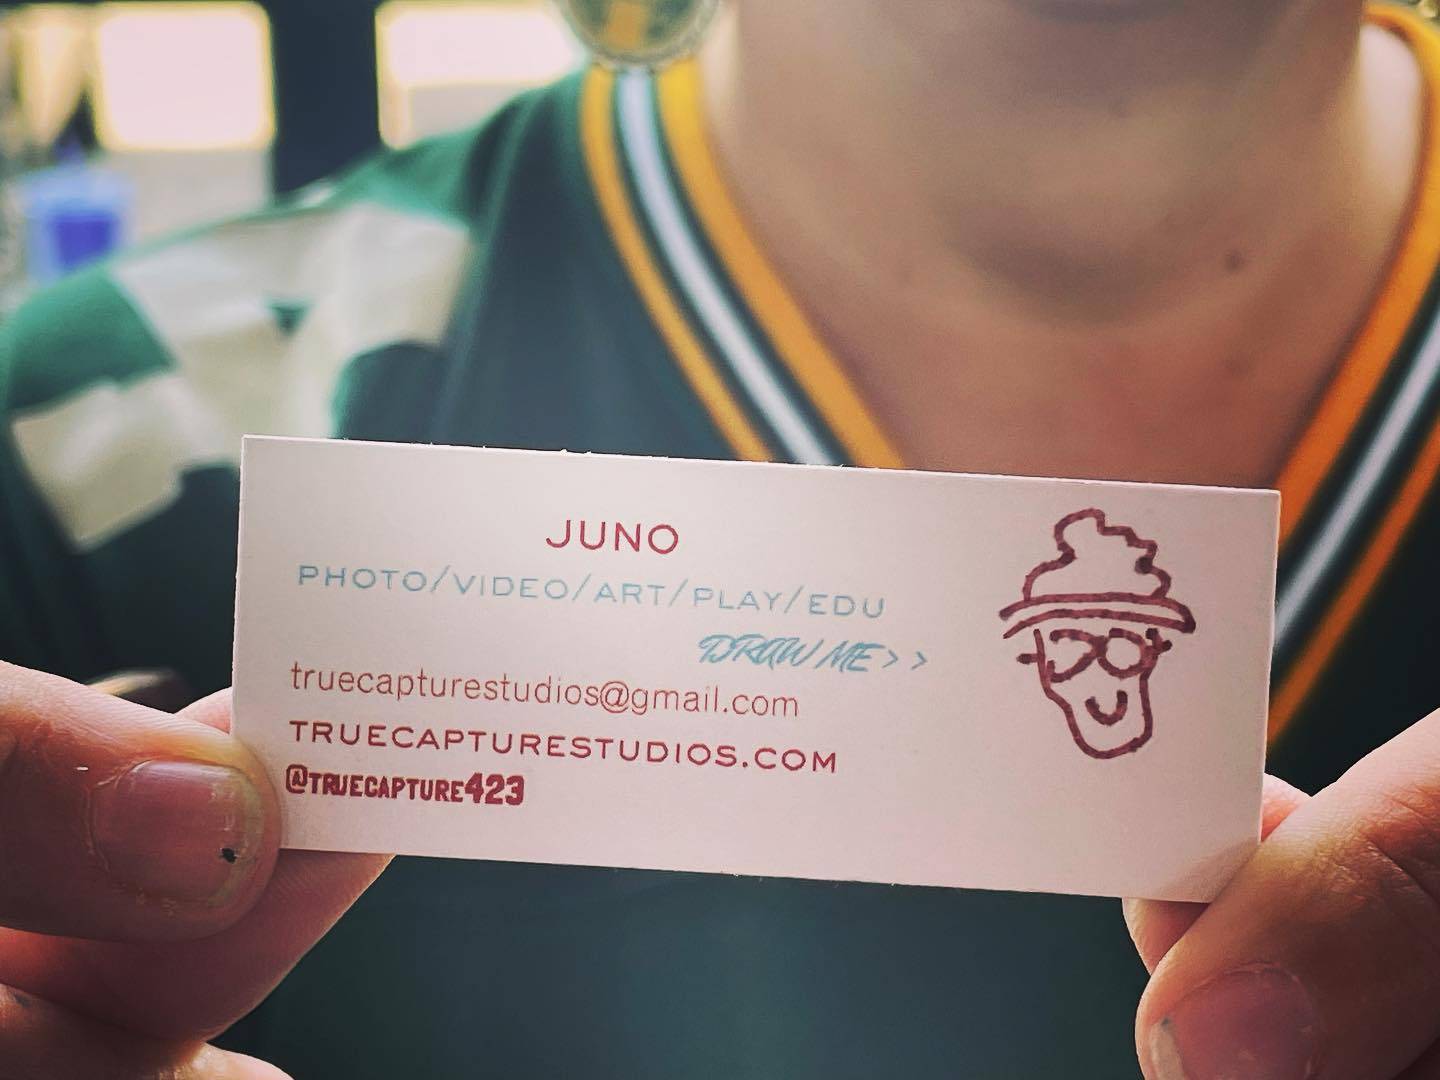 JUNO
PHOTO/VIDEO/ART/PLAY/EDU
DRAW ME>>
truecapturestudios@gmail.com
TRUECAPTURESTUDIOS.COM
@TRUECAPTURE423